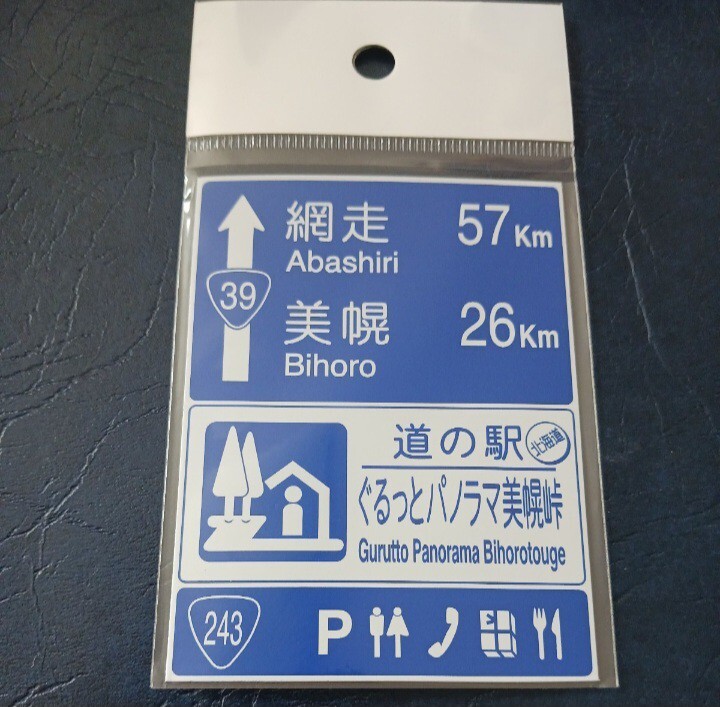 網走 57Km
Abashiri
39
美幌 26Km
Bihoro
道の駅 北海道
ぐるっとパノラマ美幌峠
Gurutto Panorama Bihorotouge
243 P